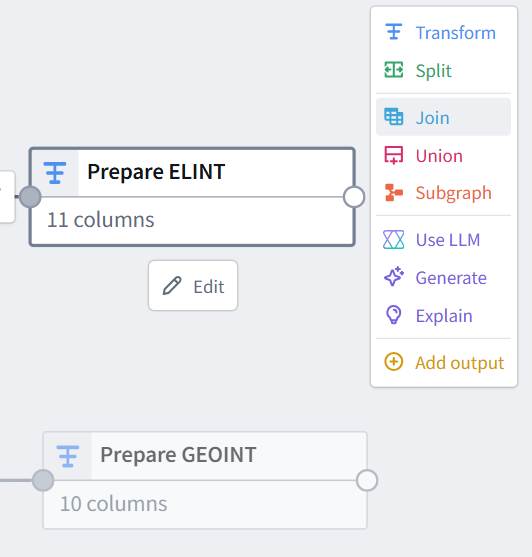 Transform
Split
Join
Union
Subgraph
Use LLM
Generate
Explain
Add output
Prepare ELINT
11 columns
Edit
Prepare GEOINT
10 columns